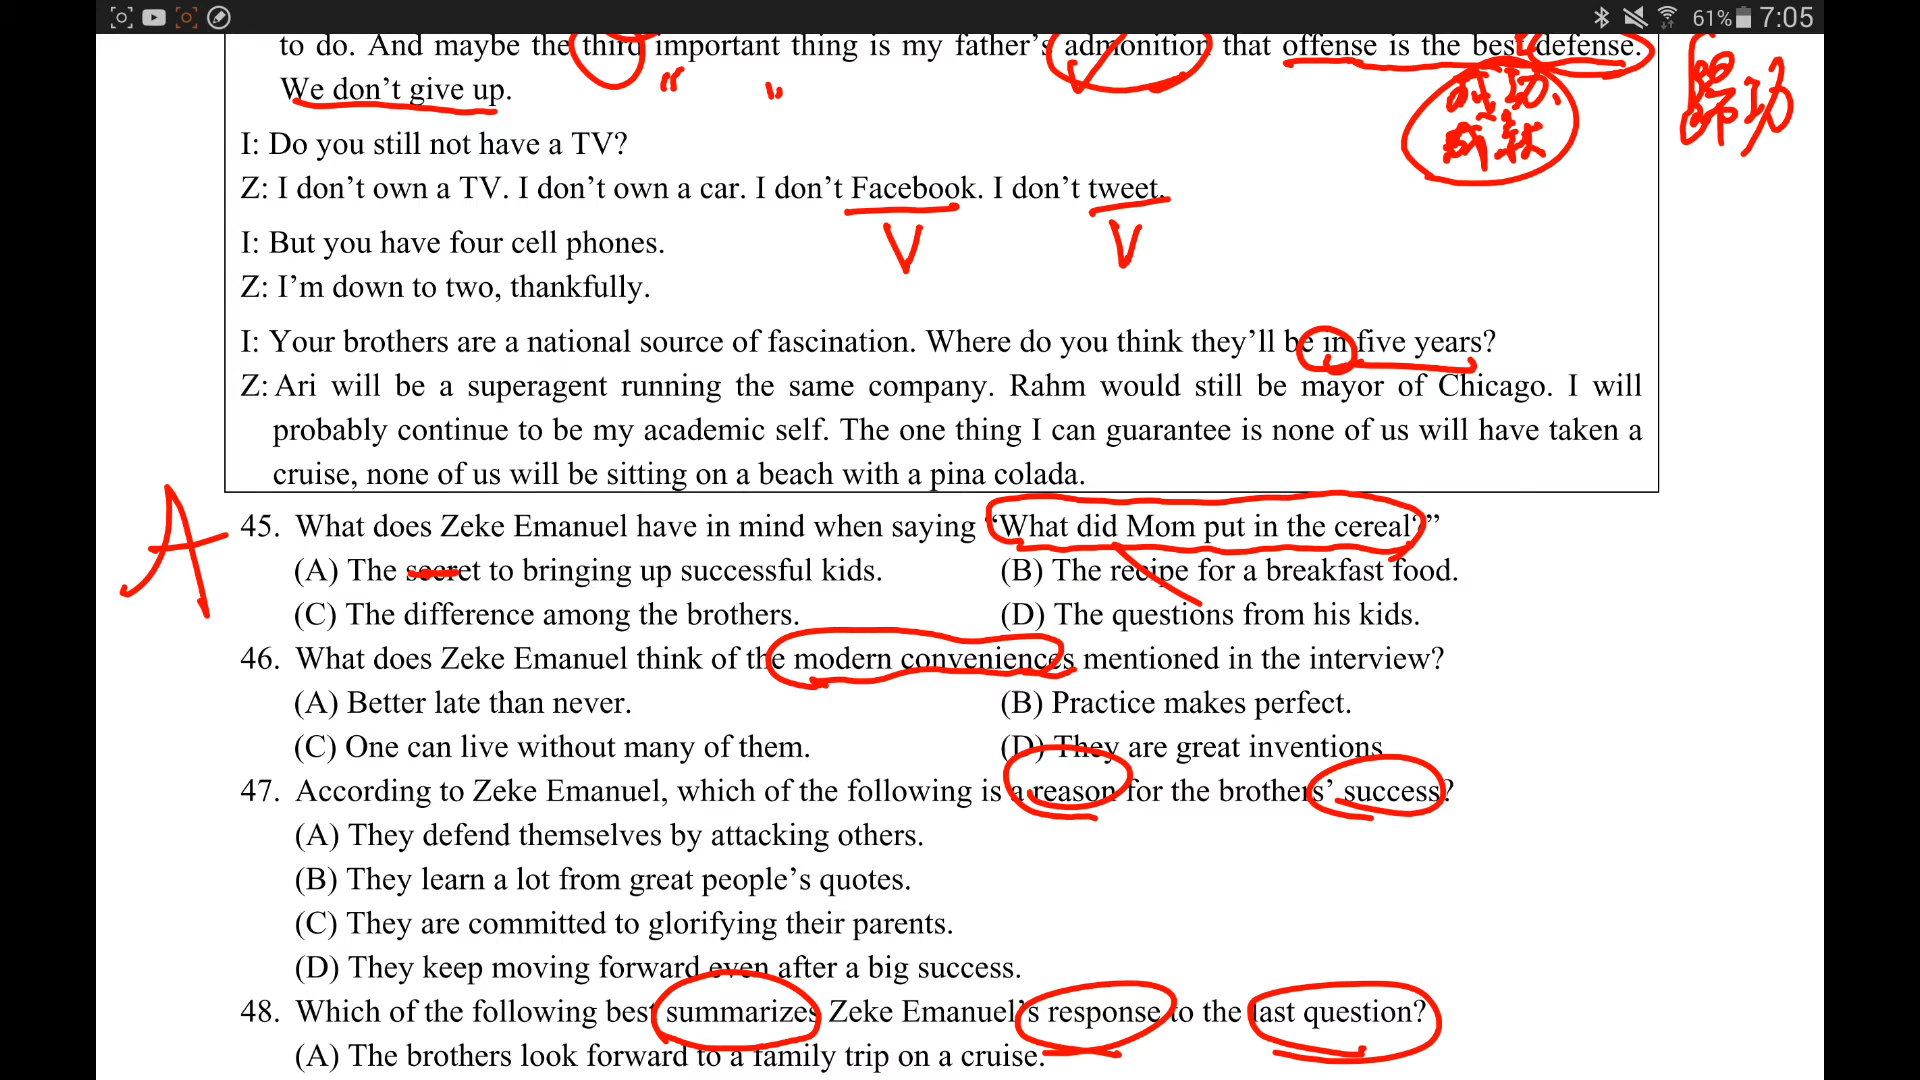 61% 7:05
to do. And maybe the third important thing is my father's admonition that offense is the best defense.
We don't give up.
成功、
成就
歸功
I: Do you still not have a TV?
Z: I don't own a TV. I don't own a car. I don't Facebook. I don't tweet.
V V
I: But you have four cell phones.
Z: I'm down to two, thankfully.
I: Your brothers are a national source of fascination. Where do you think they'll be in five years?
Z: Ari will be a superagent running the same company. Rahm would still be mayor of Chicago. I will
probably continue to be my academic self. The one thing I can guarantee is none of us will have taken a
cruise, none of us will be sitting on a beach with a pina colada.
A
45. What does Zeke Emanuel have in mind when saying “What did Mom put in the cereal?”
(A) The secret to bringing up successful kids. (B) The recipe for a breakfast food.
(C) The difference among the brothers. (D) The questions from his kids.
46. What does Zeke Emanuel think of the modern conveniences mentioned in the interview?
(A) Better late than never. (B) Practice makes perfect.
(C) One can live without many of them. (D) They are great inventions
47. According to Zeke Emanuel, which of the following is a reason for the brothers' success?
(A) They defend themselves by attacking others.
(B) They learn a lot from great people's quotes.
(C) They are committed to glorifying their parents.
(D) They keep moving forward even after a big success.
48. Which of the following best summarizes Zeke Emanuel's response to the last question?
(A) The brothers look forward to a family trip on a cruise.